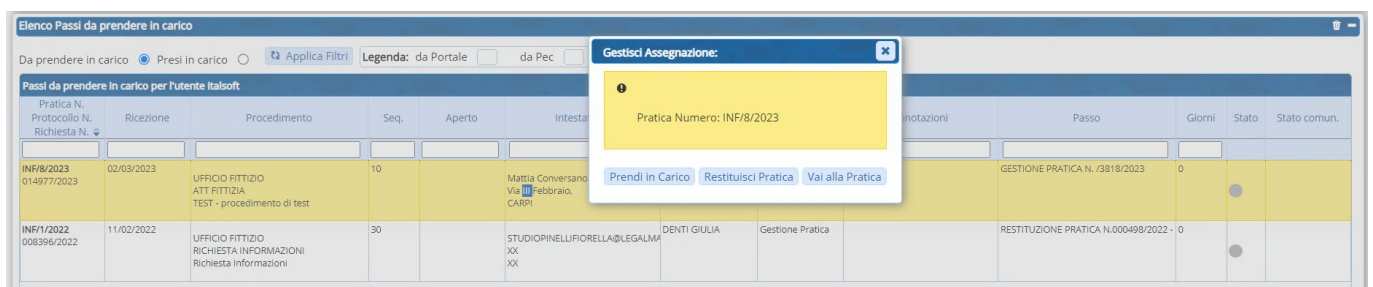 Elenco Passi da prendere in carico
Da prendere in carico Presi in carico Applica Filtri Legenda: da Portale da Pec
Gestisci Assegnazione:
Pratica Numero: INF/8/2023
Prendi in Carico Restituisci Pratica Vai alla Pratica
Passi da prendere in carico per l'utente Italsoft
Pratica N.
Protocollo N.
Richiesta N.
Ricezione
Procedimento
Seq.
Aperto
Passo
Giorni
Stato
Stato comun.
INF/8/2023
014977/2023
02/03/2023
UFFICIO FITTIZIO
ATT FITTIZIA
TEST - procedimento di test
10
Mattia Conversano
Via III Febbraio,
CARPI
GESTIONE PRATICA N. /3818/2023
0
INF/1/2022
008396/2022
11/02/2022
UFFICIO FITTIZIO
RICHIESTA INFORMAZIONI
Richiesta Informazioni
30
STUDIOPINELLIFIORELLA@LEGALMA
XX
XX
DENTI GIULIA
Gestione Pratica
RESTITUZIONE PRATICA N.000498/2022 -
0